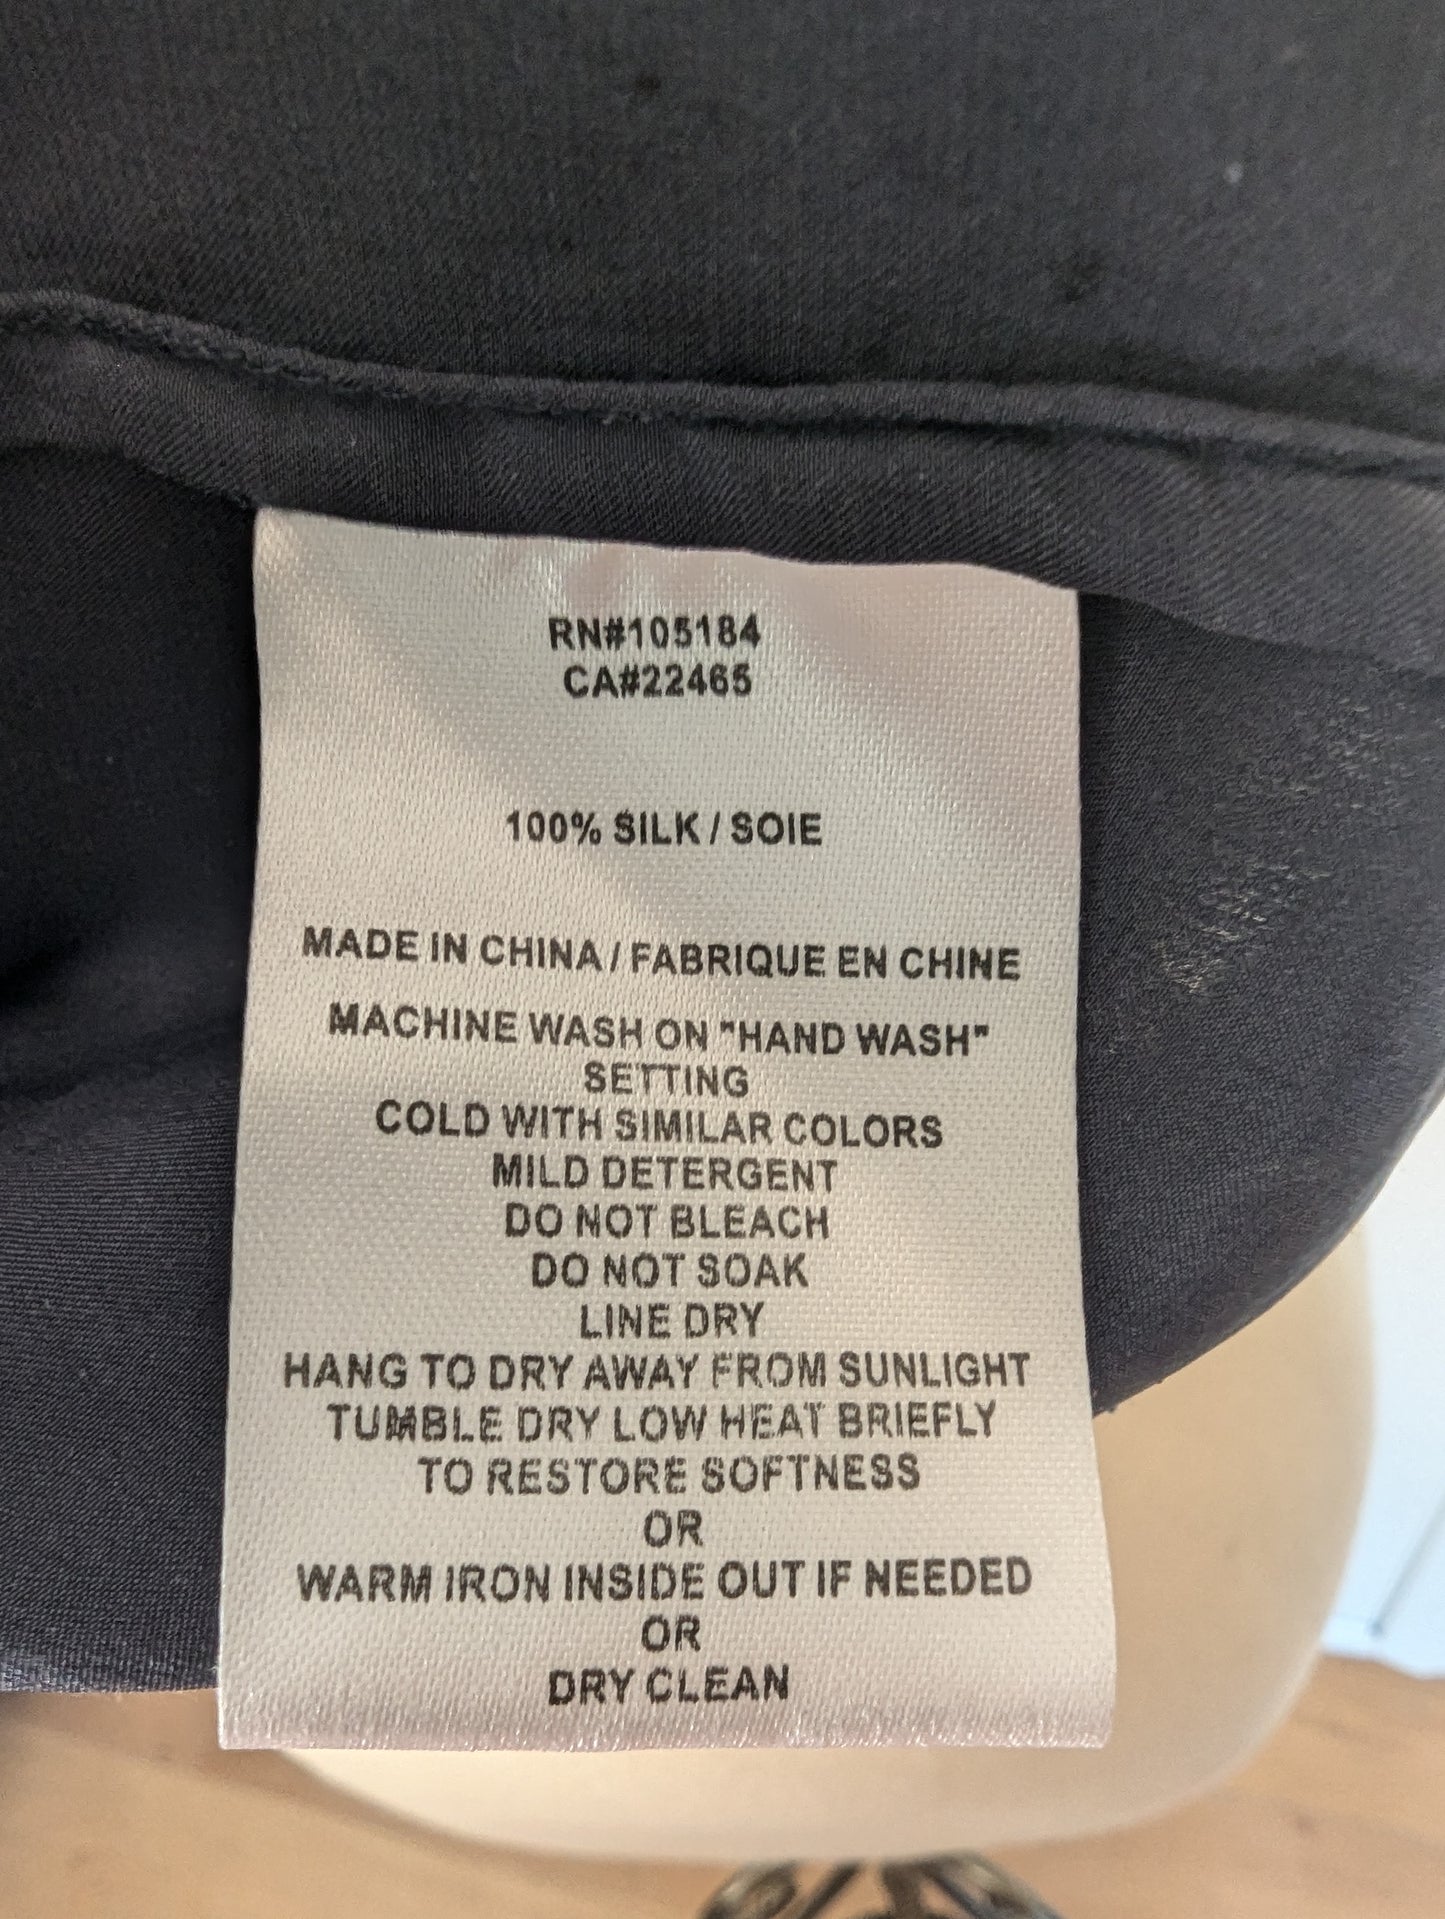 RN#105184
CA#22465
100% SILK / SOIE
MADE IN CHINA / FABRIQUE EN CHINE
MACHINE WASH ON "HAND WASH"
SETTING
COLD WITH SIMILAR COLORS
MILD DETERGENT
DO NOT BLEACH
DO NOT SOAK
LINE DRY
HANG TO DRY AWAY FROM SUNLIGHT
TUMBLE DRY LOW HEAT BRIEFLY
TO RESTORE SOFTNESS
OR
WARM IRON INSIDE OUT IF NEEDED
OR
DRY CLEAN